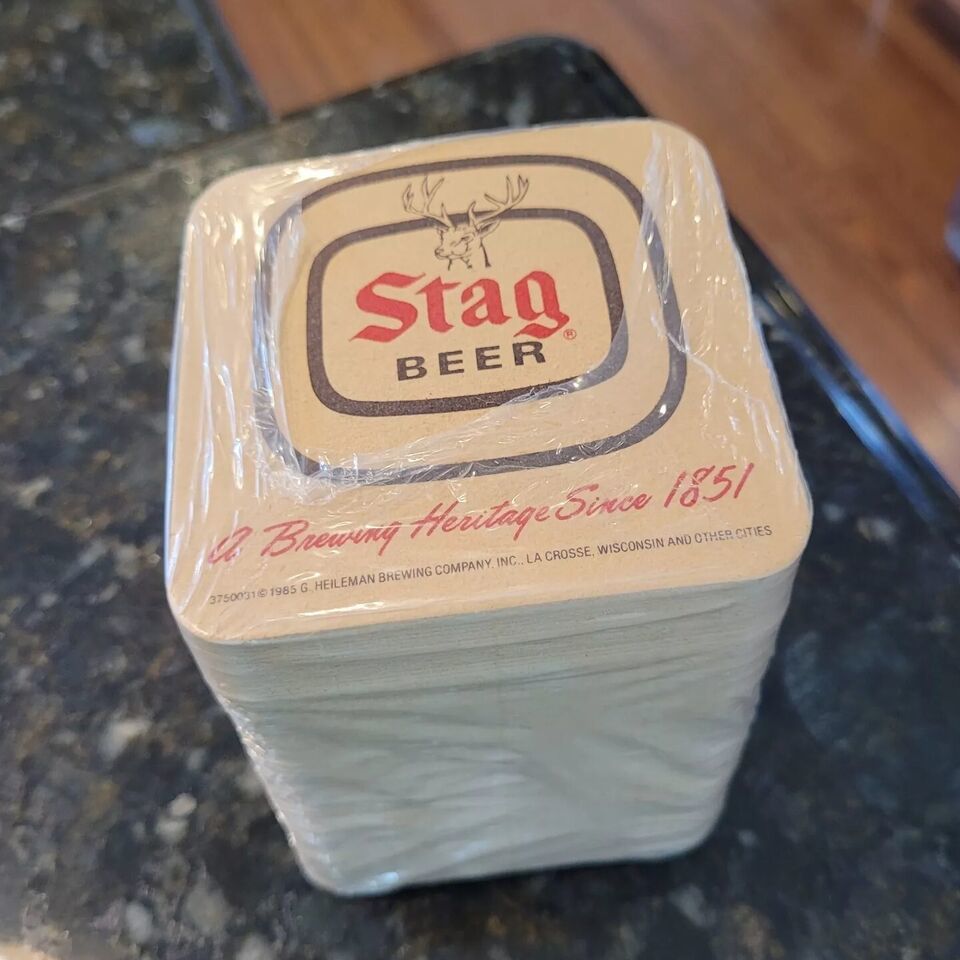 Stag®
BEER
A Brewing Heritage Since 1851
3750031©1985 G. HEILEMAN BREWING COMPANY, INC., LA CROSSE, WISCONSIN AND OTHER CITIES